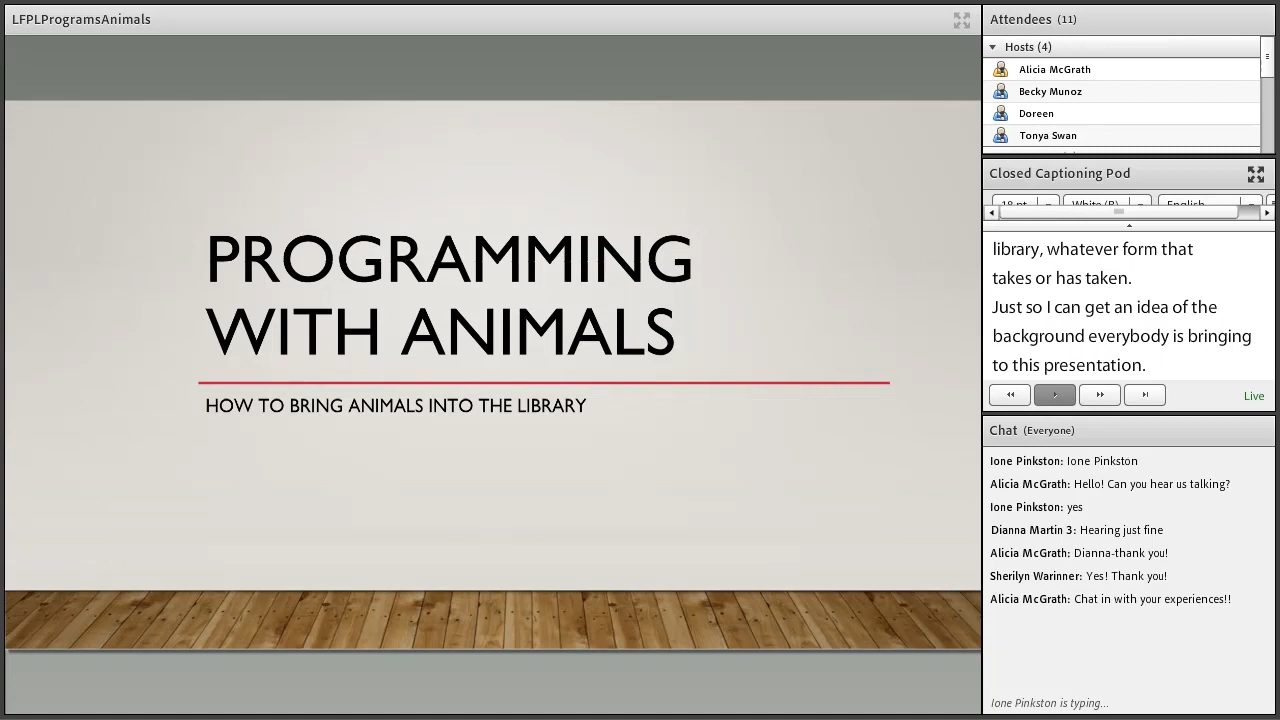 LFPLProgramsAnimals
PROGRAMMING
WITH ANIMALS
HOW TO BRING ANIMALS INTO THE LIBRARY
Attendees (11)
Hosts (4)
Alicia McGrath
Becky Munoz
Doreen
Tonya Swan
Closed Captioning Pod
18 pt White (B) English
library, whatever form that
takes or has taken.
Just so I can get an idea of the
background everybody is bringing
to this presentation.
Live
Chat (Everyone)
Ione Pinkston: Ione Pinkston
Alicia McGrath: Hello! Can you hear us talking?
Ione Pinkston: yes
Dianna Martin 3: Hearing just fine
Alicia McGrath: Dianna-thank you!
Sherilyn Warinner: Yes! Thank you!
Alicia McGrath: Chat in with your experiences!!
Ione Pinkston is typing...